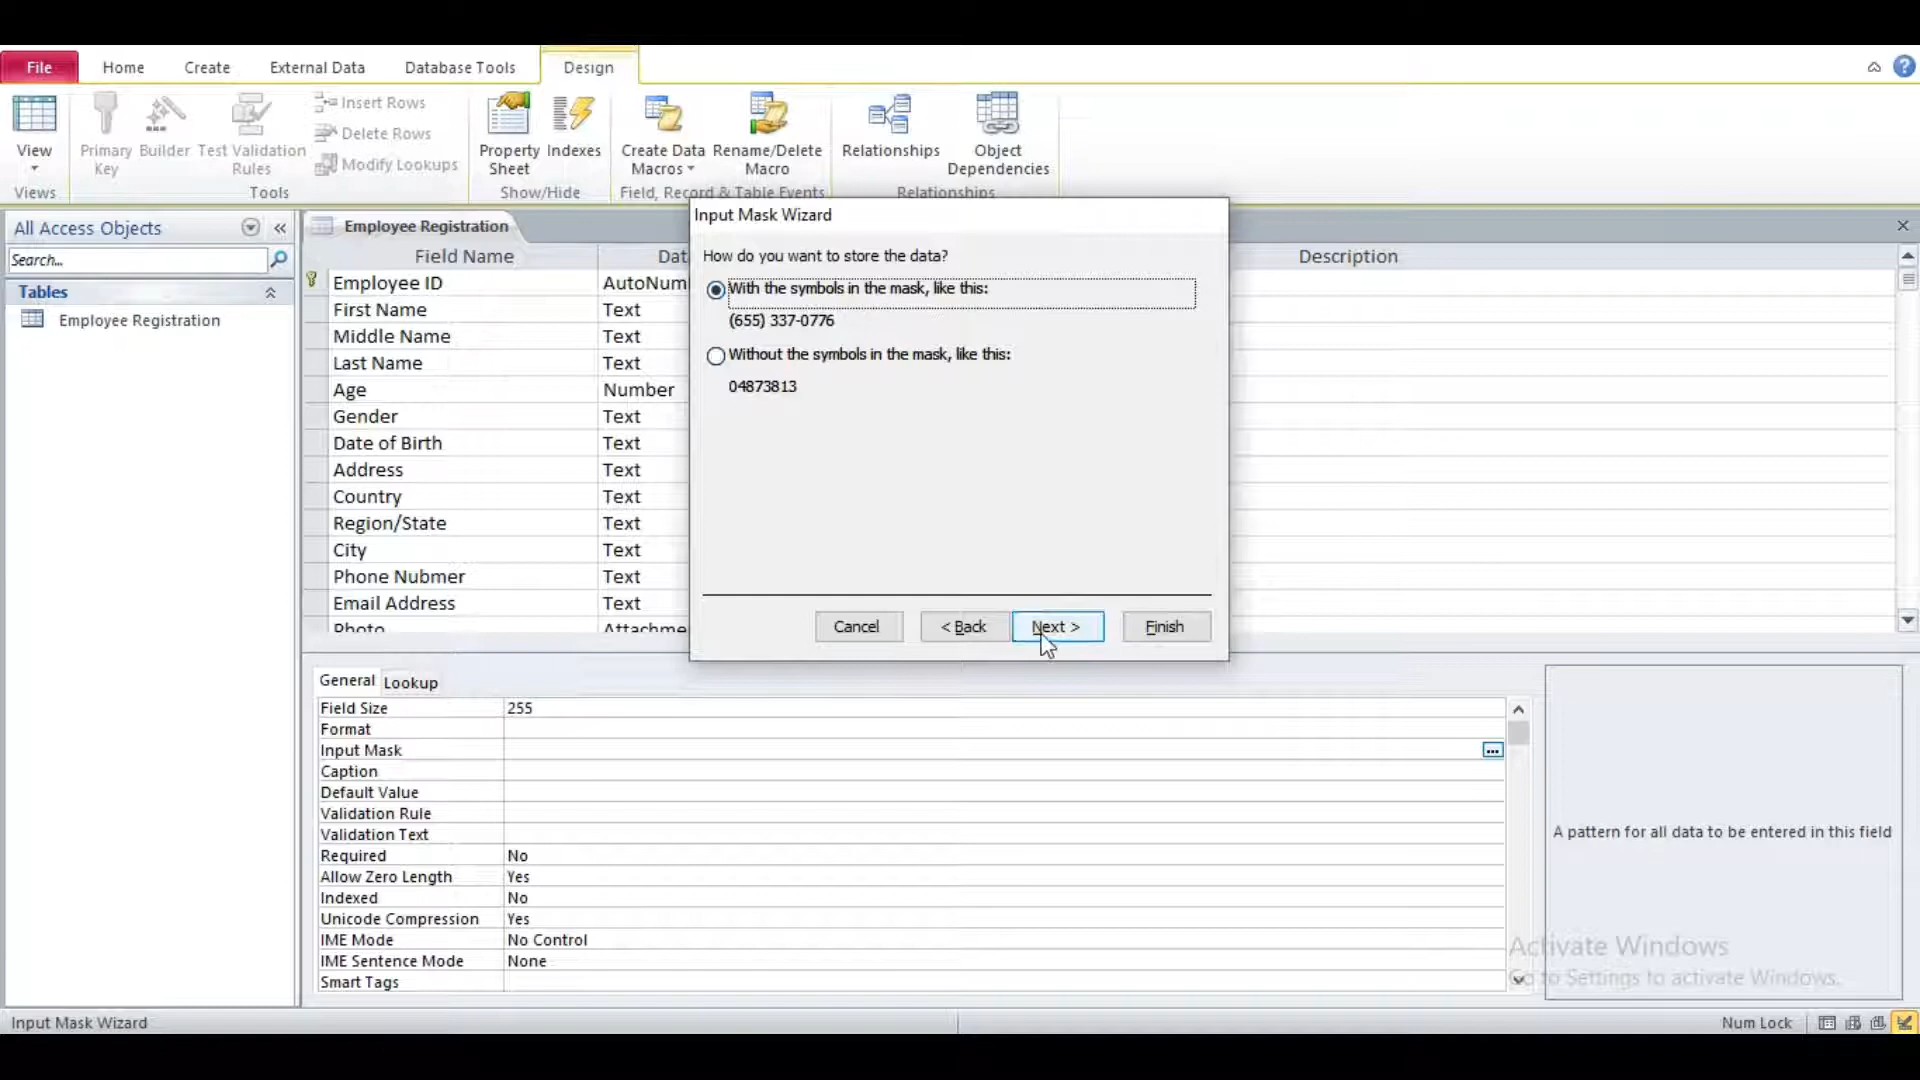 File Home Create External Data Database Tools Design
View
Views
Primary Key
Builder
Test Validation Rules
Insert Rows
Delete Rows
Modify Lookups
Tools
Property Sheet
Indexes
Show/Hide
Create Data Macros
Rename/Delete Macro
Field, Record & Table Events
Relationships
Object Dependencies
Relationships
All Access Objects
Search...
Tables
Employee Registration
Employee Registration
Field Name Description
Employee ID
First Name Text
Middle Name Text
Last Name Text
Age Number
Gender Text
Date of Birth Text
Address Text
Country Text
Region/State Text
City Text
Phone Nubmer Text
Email Address Text
Photo
Input Mask Wizard
How do you want to store the data?
With the symbols in the mask, like this:
(655) 337-0776
Without the symbols in the mask, like this:
04873813
Cancel < Back Next > Finish
General Lookup
Field Size 255
Format
Input Mask ...
Caption
Default Value
Validation Rule
Validation Text
Required No
Allow Zero Length Yes
Indexed No
Unicode Compression Yes
IME Mode No Control
IME Sentence Mode None
Smart Tags
A pattern for all data to be entered in this field
Activate Windows
Go to Settings to activate Windows.
Input Mask Wizard Num Lock